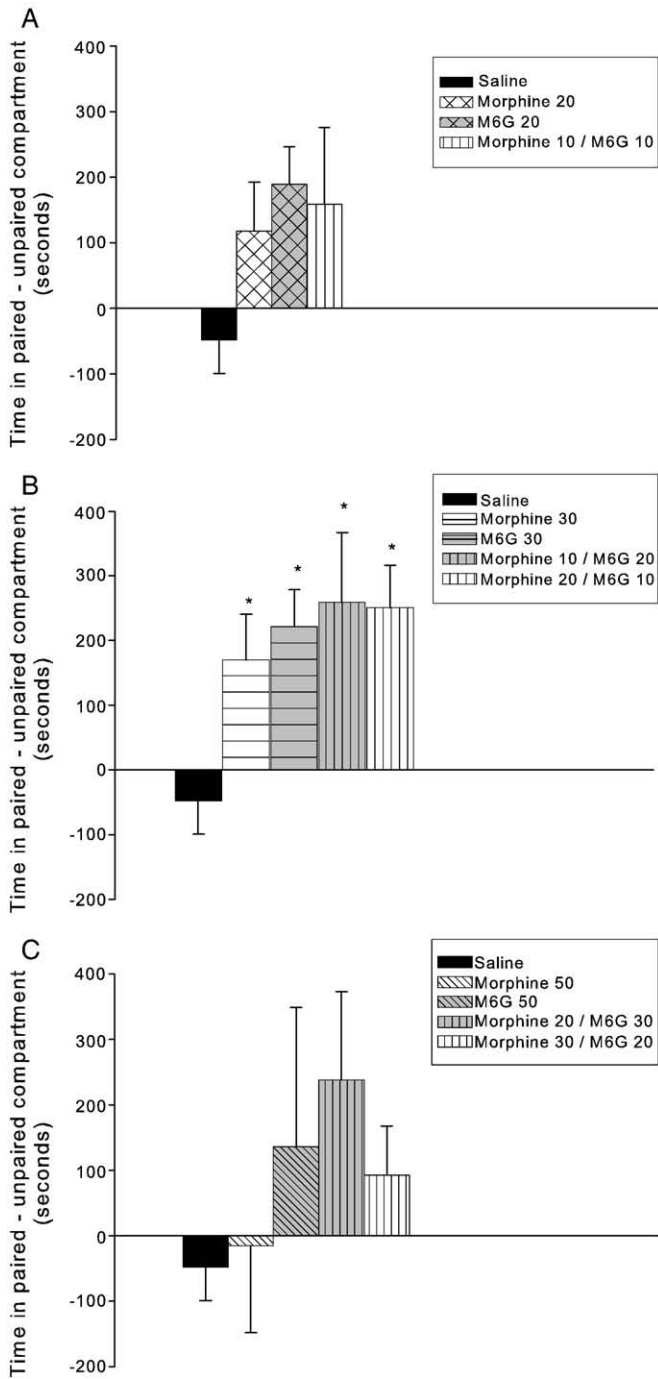 A
Time in paired - unpaired compartment
(seconds)
400
300
200
100
0
-100
-200
Saline
Morphine 20
M6G 20
Morphine 10 / M6G 10
B
Time in paired - unpaired compartment
(seconds)
400
300
200
100
0
-100
-200
* * * *
Saline
Morphine 30
M6G 30
Morphine 10 / M6G 20
Morphine 20 / M6G 10
C
Time in paired - unpaired compartment
(seconds)
400
300
200
100
0
-100
-200
Saline
Morphine 50
M6G 50
Morphine 20 / M6G 30
Morphine 30 / M6G 20